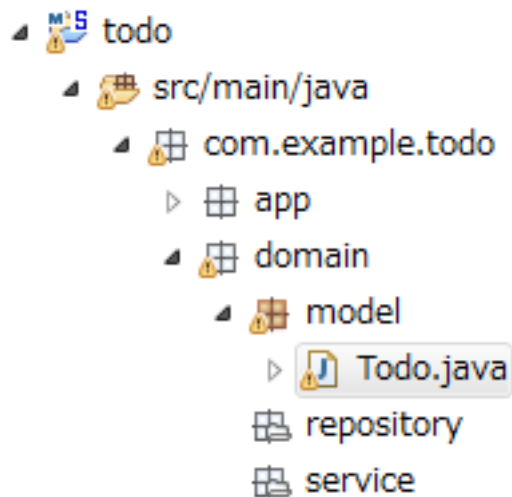 todo
src/main/java
com.example.todo
app
domain
model
Todo.java
repository
service